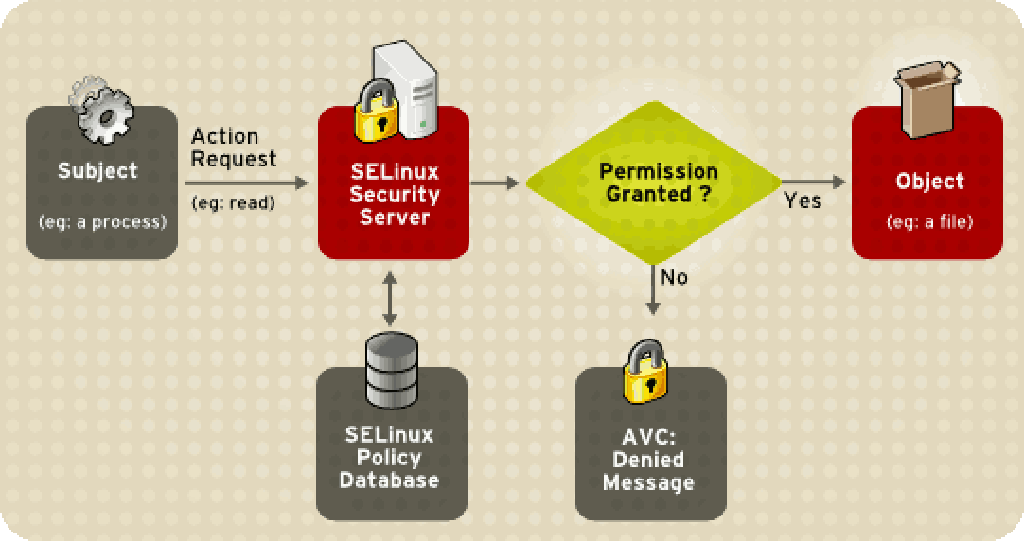 Subject
(eg: a process)
Action
Request
(eg: read)
SELinux
Security
Server
Permission
Granted ?
Yes
Object
(eg: a file)
No
SELinux
Policy
Database
AVC:
Denied
Message